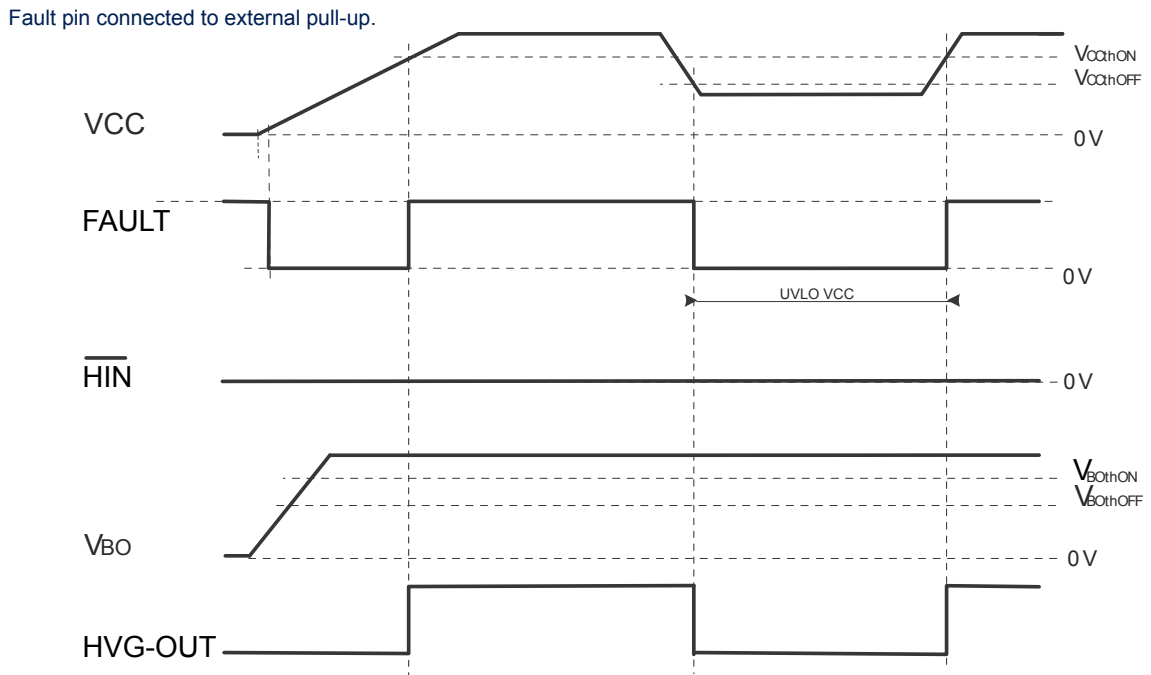 Fault pin connected to external pull-up.
VCCthON
VCCthOFF
VCC
0 V
FAULT
0 V
UVLO VCC
HIN
0 V
VBOthON
VBOthOFF
VBO
0 V
HVG-OUT